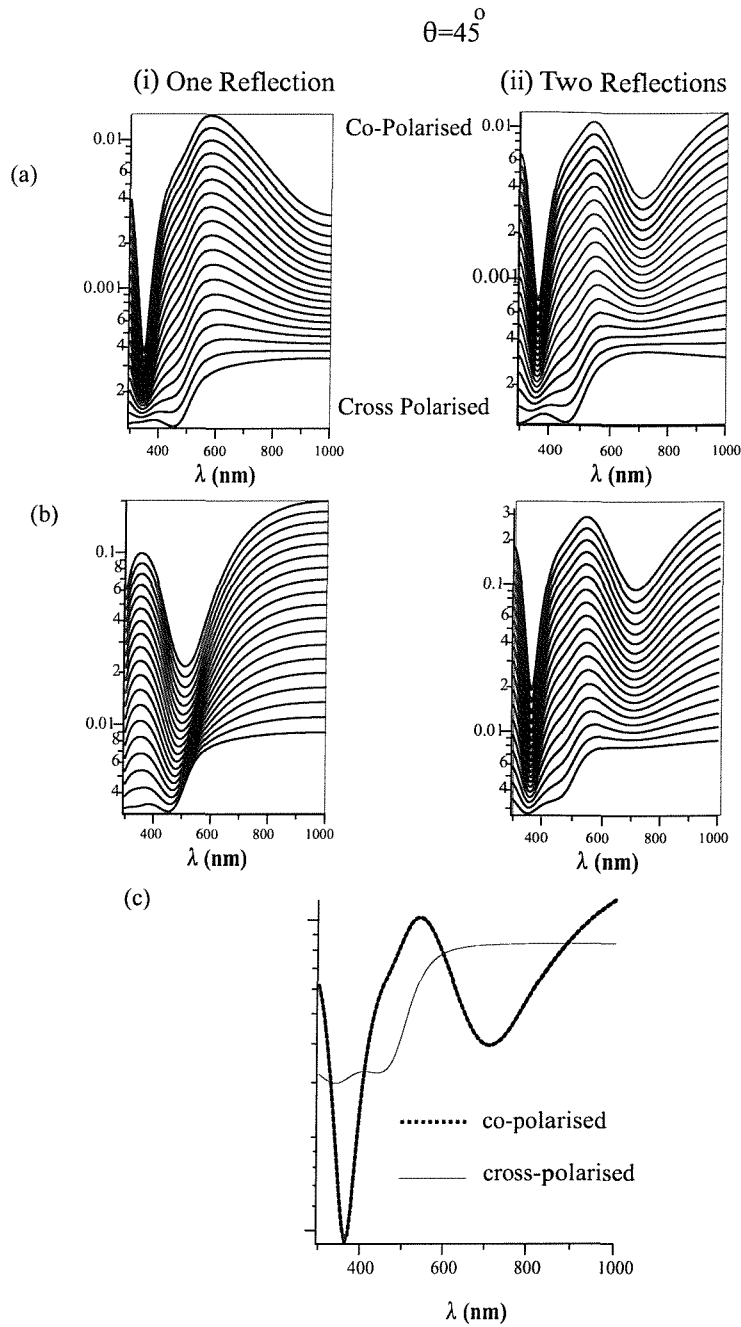 θ=45°
(i) One Reflection
(ii) Two Reflections
Co-Polarised
Cross Polarised
(a)
0.01
6
4
2
0.001
6
4
2
400 600 800 1000
λ (nm)
0.01
6
4
2
0.001
6
4
2
400 600 800 1000
λ (nm)
(b)
0.1
8
6
4
2
0.01
8
6
4
400 600 800 1000
λ (nm)
3
2
0.1
6
4
2
0.01
6
4
400 600 800 1000
λ (nm)
(c)
co-polarised
cross-polarised
400 600 800 1000
λ (nm)